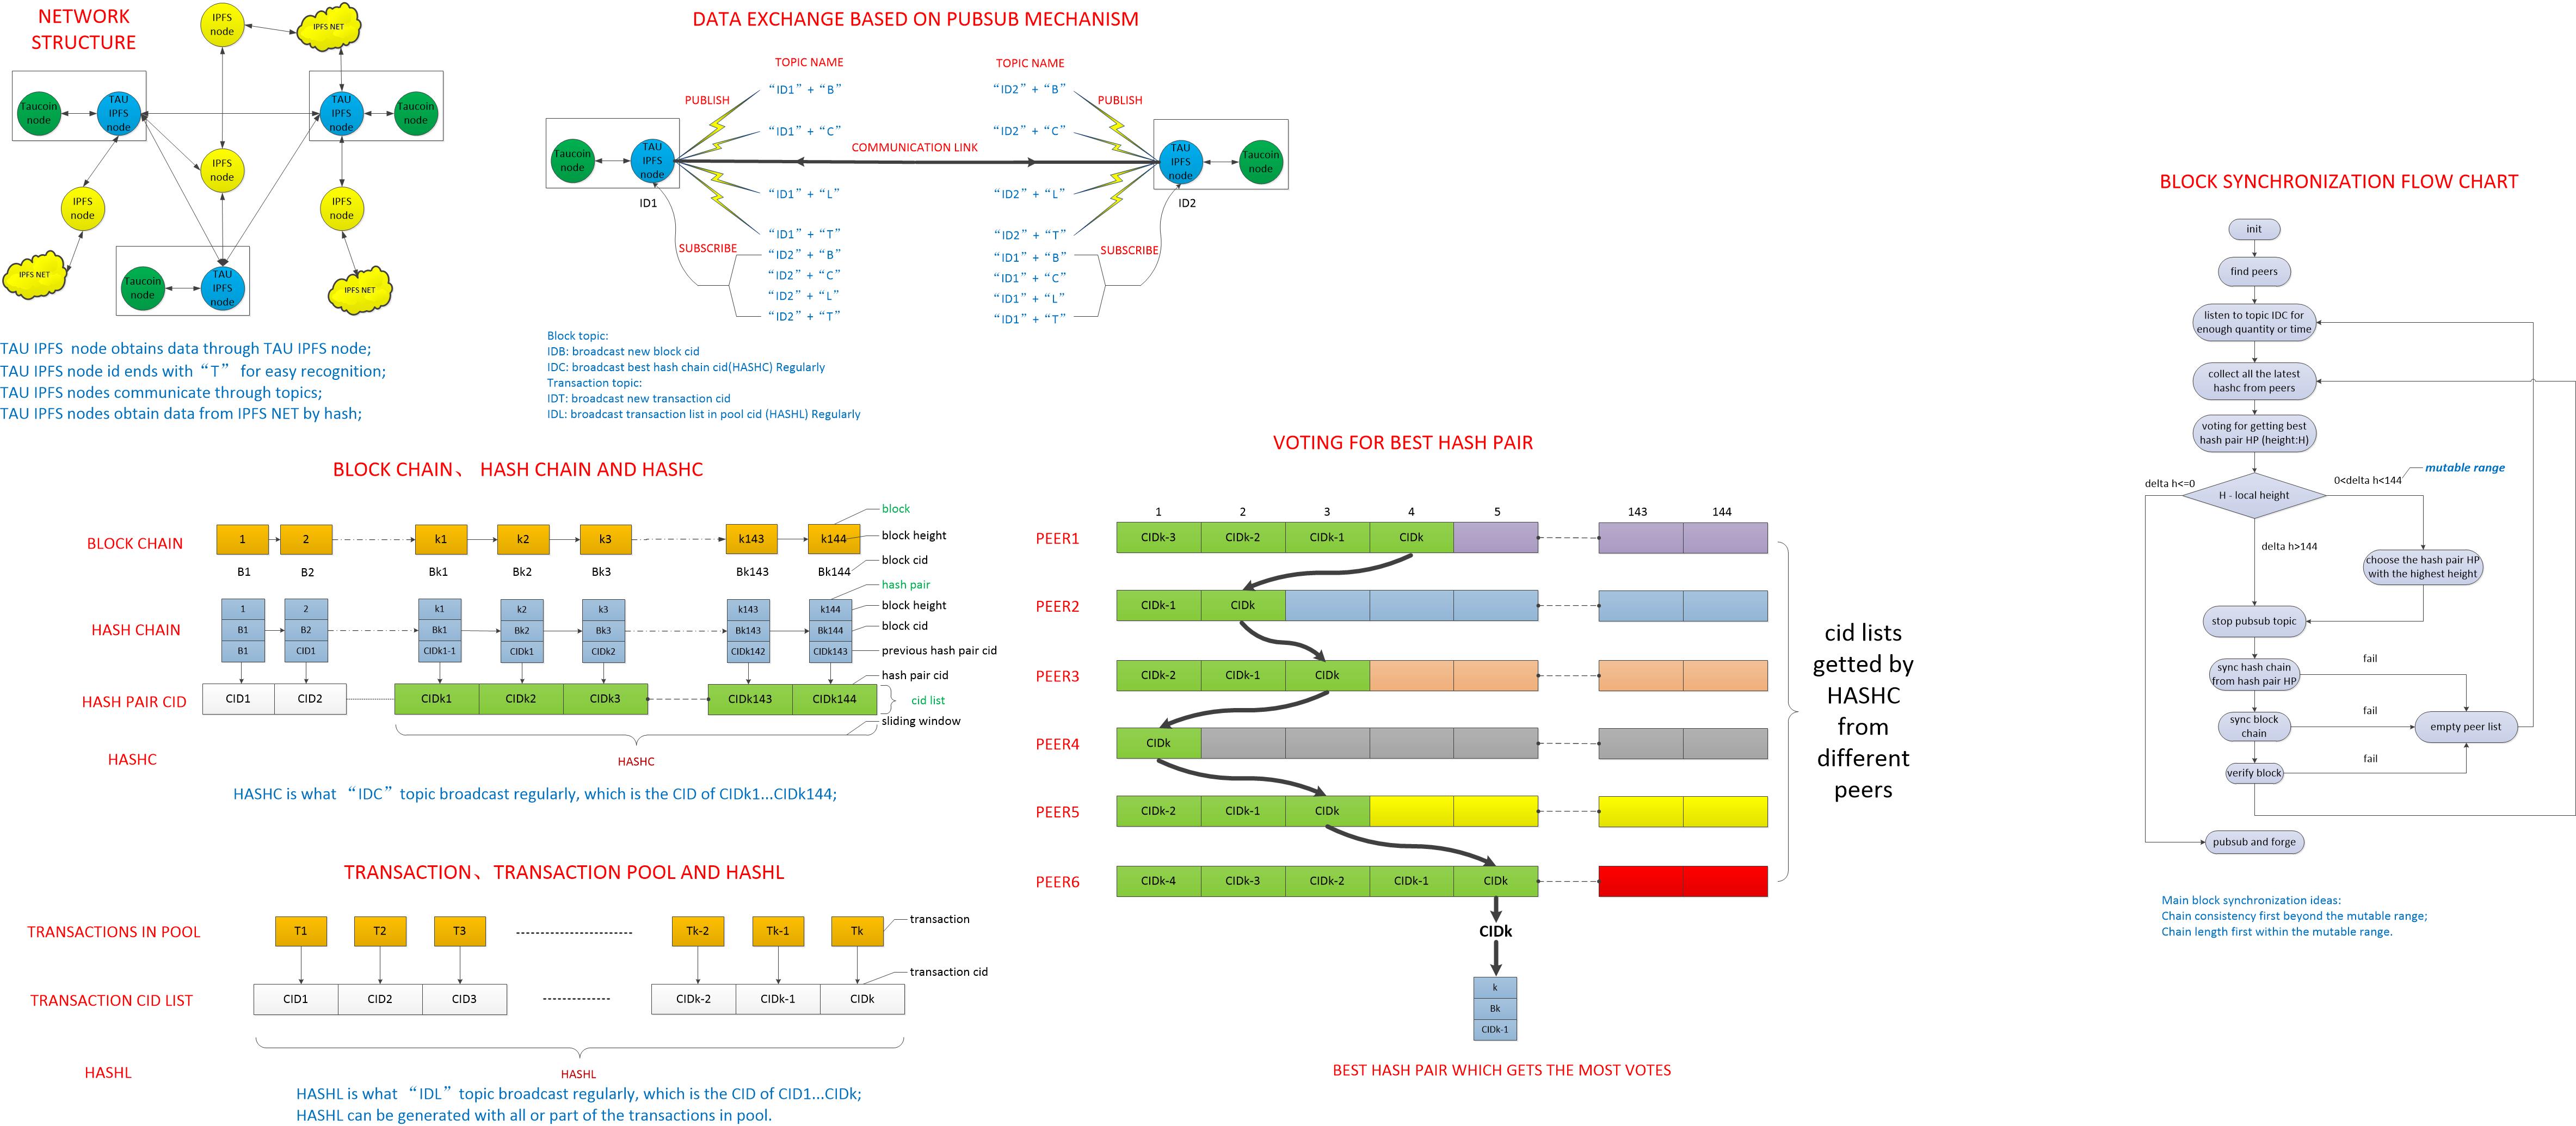 NETWORK
STRUCTURE
IPFS
node
IPFS NET
Taucoin
node
TAU
IPFS
node
TAU
IPFS
node
Taucoin
node
IPFS
node
IPFS
node
IPFS
node
IPFS NET
Taucoin
node
TAU
IPFS
node
IPFS NET
TAU IPFS  node obtains data through TAU IPFS node;
TAU IPFS node id ends with“T” for easy recognition;
TAU IPFS nodes communicate through topics;
TAU IPFS nodes obtain data from IPFS NET by hash;
DATA EXCHANGE BASED ON PUBSUB MECHANISM
TOPIC NAME
TOPIC NAME
“ID1” + “B”
“ID2” + “B”
PUBLISH
PUBLISH
“ID1” + “C”
“ID2” + “C”
COMMUNICATION LINK
Taucoin
node
TAU
IPFS
node
TAU
IPFS
node
Taucoin
node
“ID1” + “L”
“ID2” + “L”
ID1
ID2
“ID1” + “T”
“ID2” + “T”
SUBSCRIBE
SUBSCRIBE
“ID2” + “B”
“ID1” + “B”
“ID2” + “C”
“ID1” + “C”
“ID2” + “L”
“ID1” + “L”
“ID2” + “T”
“ID1” + “T”
Block topic:
IDB: broadcast new block cid
IDC: broadcast best hash chain cid(HASHC) Regularly
Transaction topic:
IDT: broadcast new transaction cid
IDL: broadcast transaction list in pool cid (HASHL) Regularly
BLOCK CHAIN、 HASH CHAIN AND HASHC
block
BLOCK CHAIN
1
2
k1
k2
k3
k143
k144
block height
block cid
B1
B2
Bk1
Bk2
Bk3
Bk143
Bk144
hash pair
1
2
k1
k2
k3
k143
k144
block height
HASH CHAIN
B1
B2
Bk1
Bk2
Bk3
Bk143
Bk144
block cid
B1
CID1
CIDk1-1
CIDk1
CIDk2
CIDk142
CIDk143
previous hash pair cid
hash pair cid
HASH PAIR CID
CID1
CID2
CIDk1
CIDk2
CIDk3
CIDk143
CIDk144
cid list
sliding window
HASHC
HASHC
HASHC is what “IDC”topic broadcast regularly, which is the CID of CIDk1...CIDk144;
TRANSACTION、TRANSACTION POOL AND HASHL
TRANSACTIONS IN POOL
T1
T2
T3
Tk-2
Tk-1
Tk
transaction
transaction cid
TRANSACTION CID LIST
CID1
CID2
CID3
CIDk-2
CIDk-1
CIDk
HASHL
HASHL
HASHL is what “IDL”topic broadcast regularly, which is the CID of CID1...CIDk;
HASHL can be generated with all or part of the transactions in pool.
VOTING FOR BEST HASH PAIR
1
2
3
4
5
143
144
PEER1
CIDk-3
CIDk-2
CIDk-1
CIDk
PEER2
CIDk-1
CIDk
PEER3
CIDk-2
CIDk-1
CIDk
PEER4
CIDk
PEER5
CIDk-2
CIDk-1
CIDk
PEER6
CIDk-4
CIDk-3
CIDk-2
CIDk-1
CIDk
cid lists
getted by
HASHC
from
different
peers
CIDk
k
Bk
CIDk-1
BEST HASH PAIR WHICH GETS THE MOST VOTES
BLOCK SYNCHRONIZATION FLOW CHART
init
find peers
listen to topic IDC for
enough quantity or time
collect all the latest
hashc from peers
voting for getting best
hash pair HP (height:H)
mutable range
delta h<=0
H - local height
0<delta h<144
delta h>144
choose the hash pair HP
with the highest height
stop pubsub topic
sync hash chain
from hash pair HP
fail
sync block
chain
fail
empty peer list
verify block
fail
pubsub and forge
Main block synchronization ideas:
Chain consistency first beyond the mutable range;
Chain length first within the mutable range.